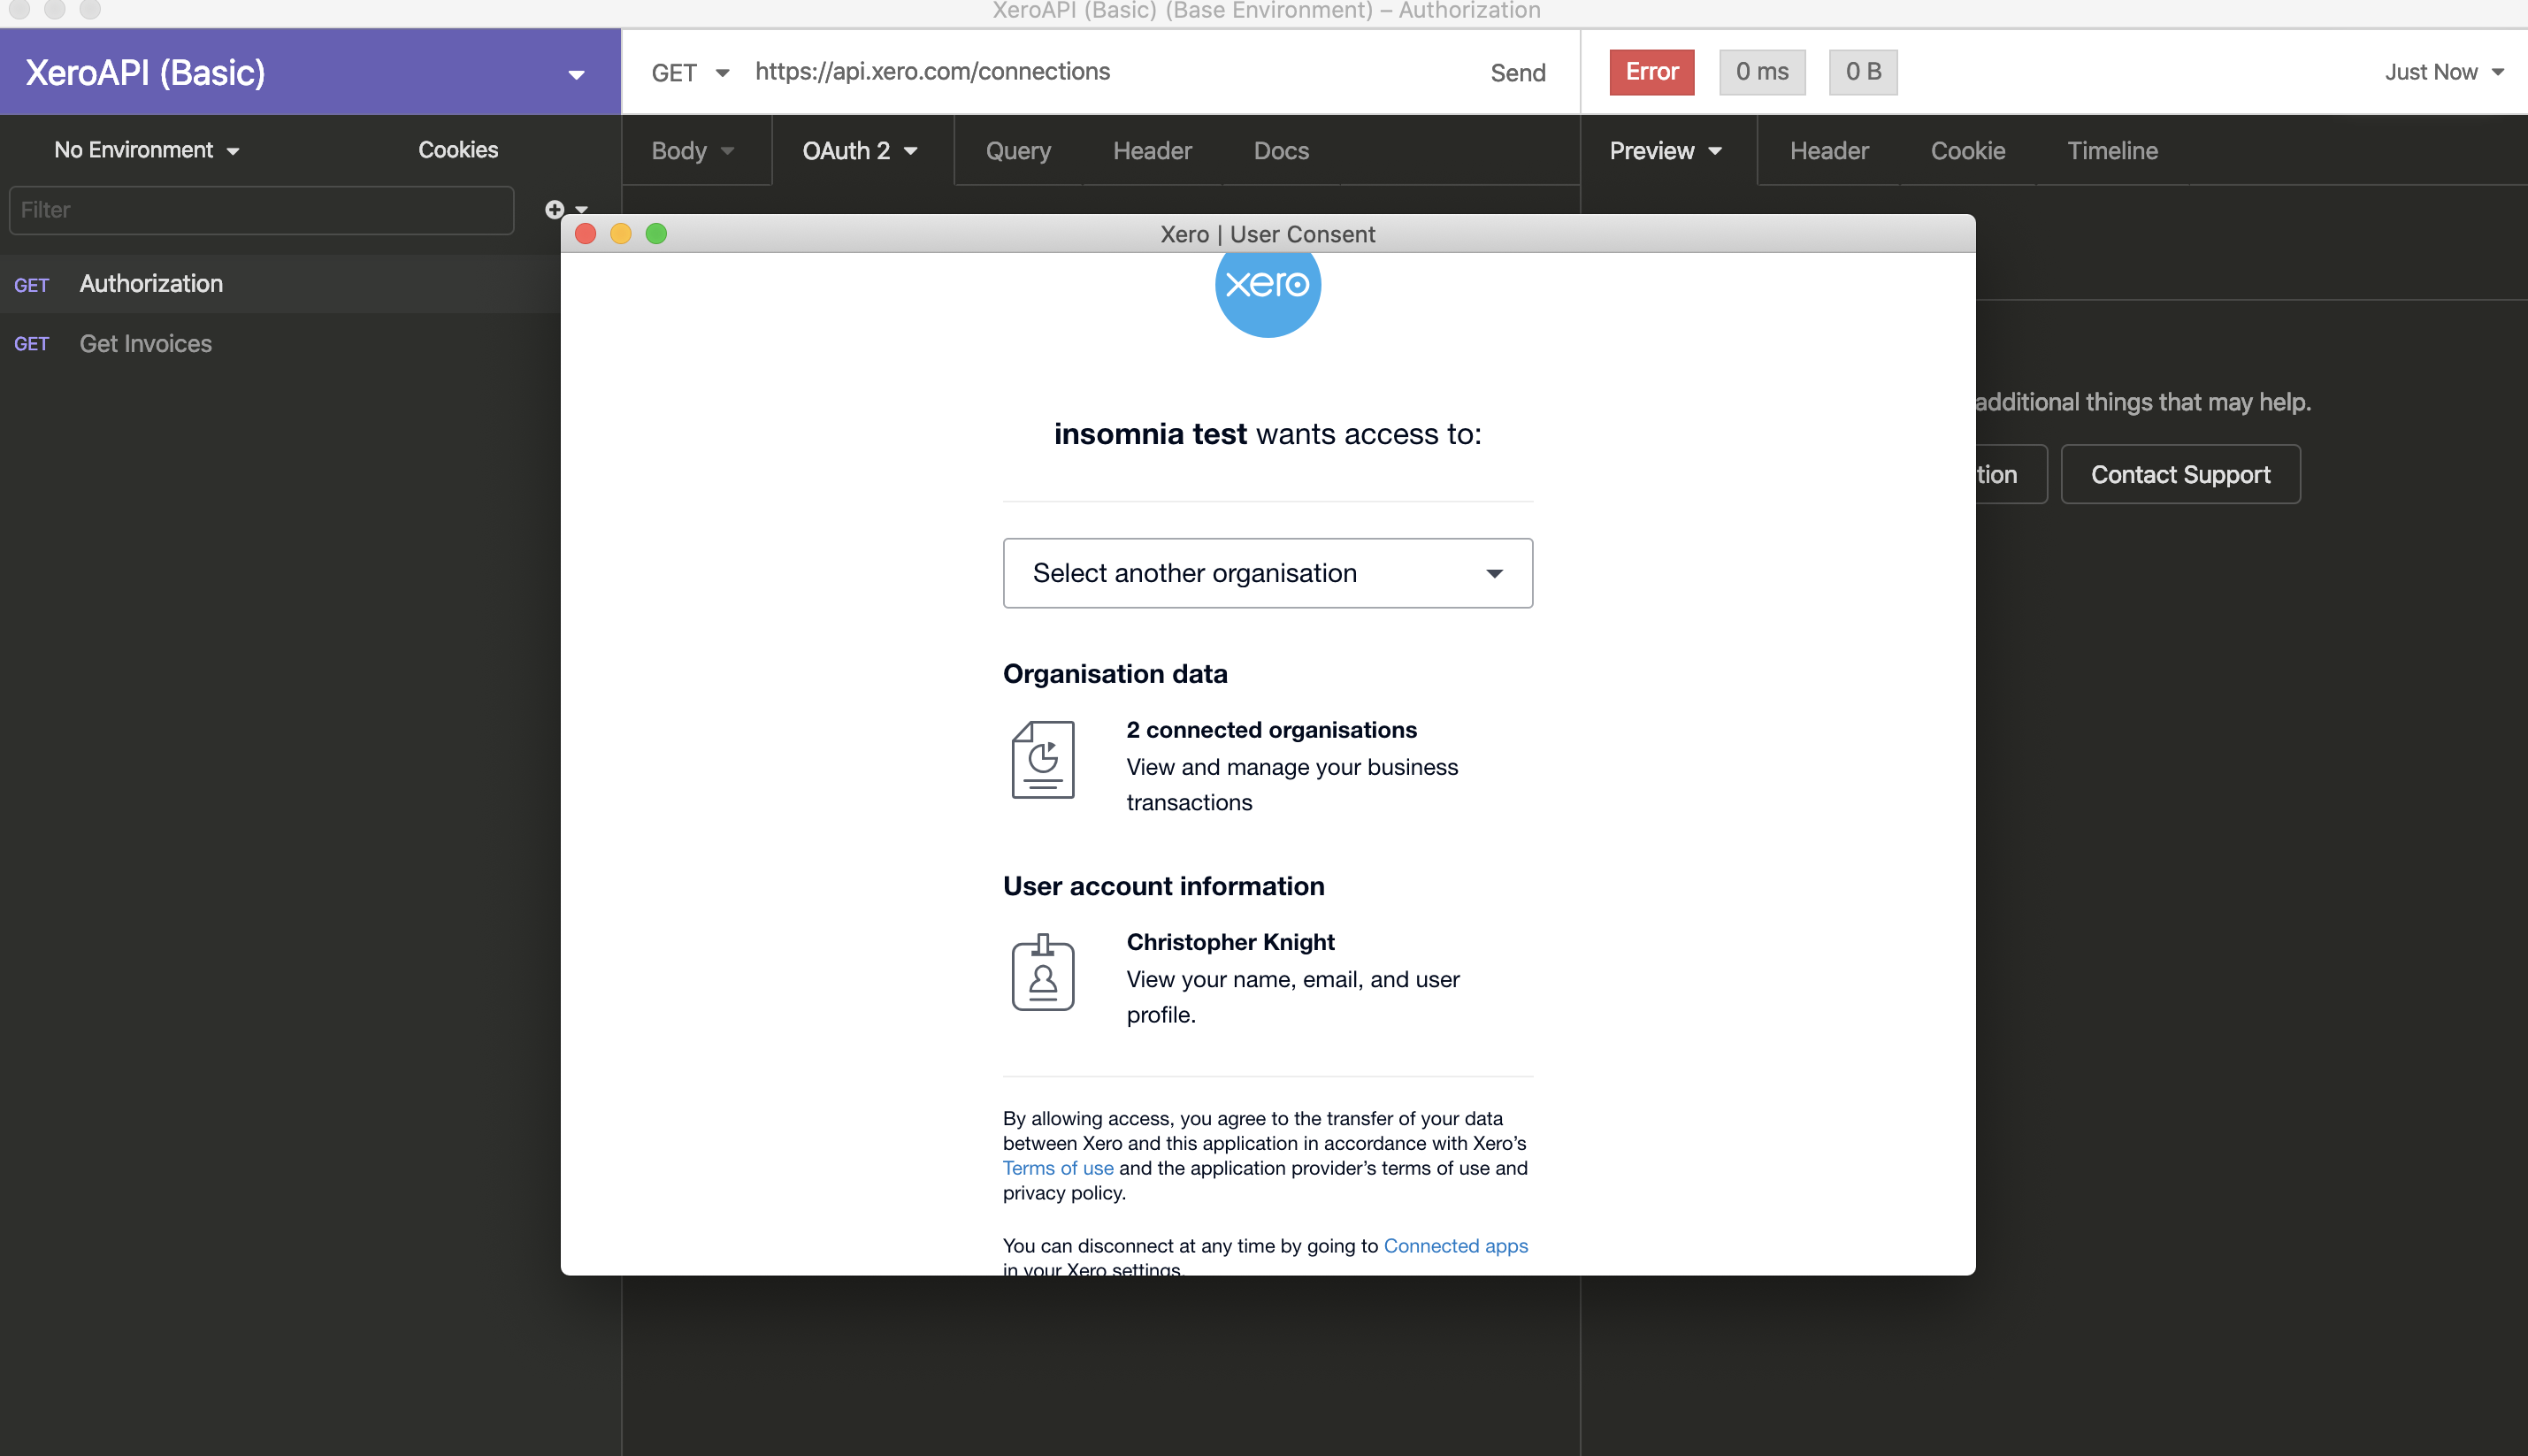 XeroAPI (Basic) (Base Environment) – Authorization
XeroAPI (Basic)
GET
https://api.xero.com/connections
Send
Error
0 ms
0 B
Just Now
No Environment
Cookies
Body
OAuth 2
Query
Header
Docs
Preview
Header
Cookie
Timeline
Filter
GET Authorization
GET Get Invoices
additional things that may help.
tion
Contact Support
Xero | User Consent
xero
insomnia test wants access to:
Select another organisation
Organisation data
2 connected organisations
View and manage your business
transactions
User account information
Christopher Knight
View your name, email, and user
profile.
By allowing access, you agree to the transfer of your data
between Xero and this application in accordance with Xero’s
Terms of use and the application provider’s terms of use and
privacy policy.
You can disconnect at any time by going to Connected apps
in your Xero settings.